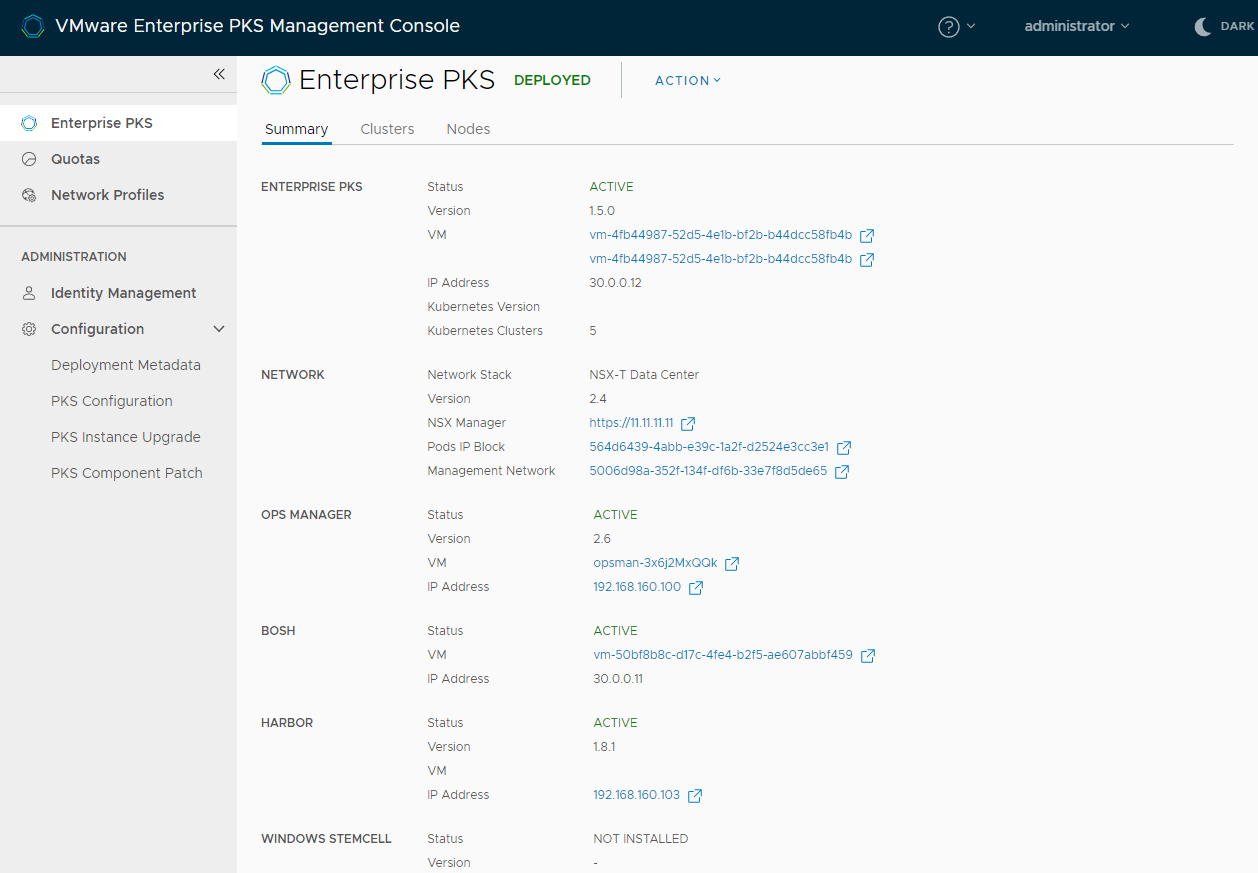 VMware Enterprise PKS Management Console
administrator
DARK
Enterprise PKS DEPLOYED ACTION
Enterprise PKS
Quotas
Network Profiles
ADMINISTRATION
Identity Management
Configuration
Deployment Metadata
PKS Configuration
PKS Instance Upgrade
PKS Component Patch
Summary Clusters Nodes
ENTERPRISE PKS Status ACTIVE
Version 1.5.0
VM vm-4fb44987-52d5-4e1b-bf2b-b44dcc58fb4b
vm-4fb44987-52d5-4e1b-bf2b-b44dcc58fb4b
IP Address 30.0.0.12
Kubernetes Version
Kubernetes Clusters 5
NETWORK Network Stack NSX-T Data Center
Version 2.4
NSX Manager https://11.11.11.11
Pods IP Block 564d6439-4abb-e39c-1a2f-d2524e3cc3e1
Management Network 5006d98a-352f-134f-df6b-33e7f8d5de65
OPS MANAGER Status ACTIVE
Version 2.6
VM opsman-3x6j2MxQQk
IP Address 192.168.160.100
BOSH Status ACTIVE
VM vm-50bf8b8c-d17c-4fe4-b2f5-ae607abbf459
IP Address 30.0.0.11
HARBOR Status ACTIVE
Version 1.8.1
VM
IP Address 192.168.160.103
WINDOWS STEMCELL Status NOT INSTALLED
Version -